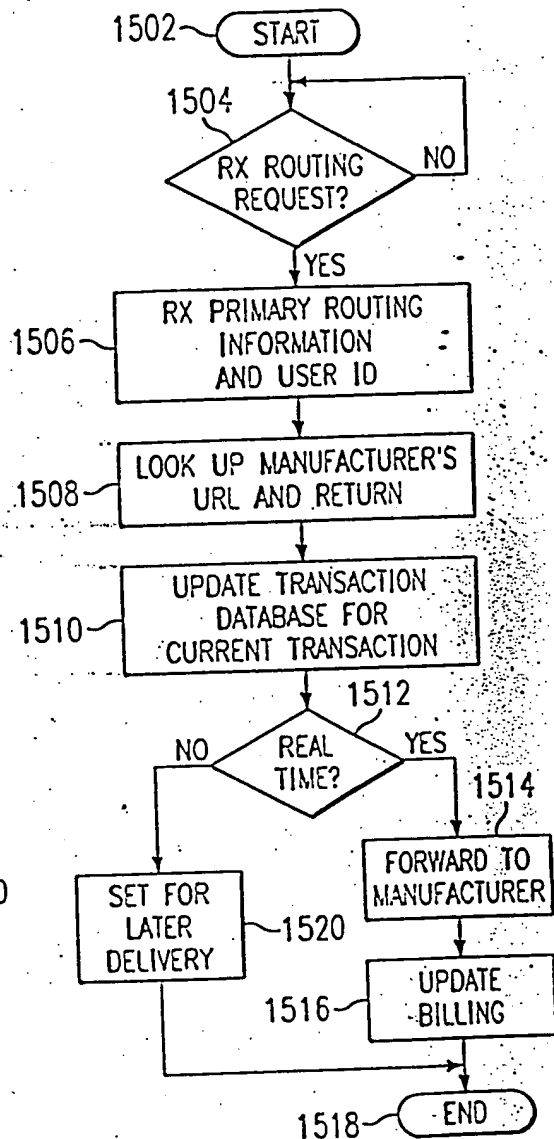 1502
START
1504
RX ROUTING
REQUEST?
NO
YES
1506
RX PRIMARY ROUTING
INFORMATION
AND USER ID
1508
LOOK UP MANUFACTURER'S
URL AND RETURN
1510
UPDATE TRANSACTION
DATABASE FOR
CURRENT TRANSACTION
1512
NO
REAL
TIME?
YES
1514
FORWARD TO
MANUFACTURER
0
SET FOR
LATER
DELIVERY
1520
1516
UPDATE
BILLING
1518
END